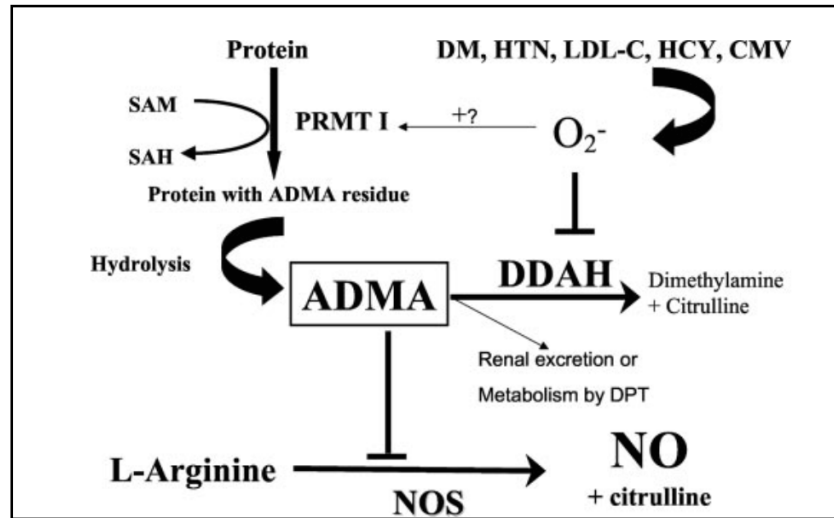 Protein
DM, HTN, LDL-C, HCY, CMV
SAM
PRMT I
+?
O₂-
SAH
Protein with ADMA residue
Hydrolysis
ADMA
DDAH
Dimethylamine
+ Citrulline
Renal excretion or
Metabolism by DPT
L-Arginine
NOS
NO
+ citrulline